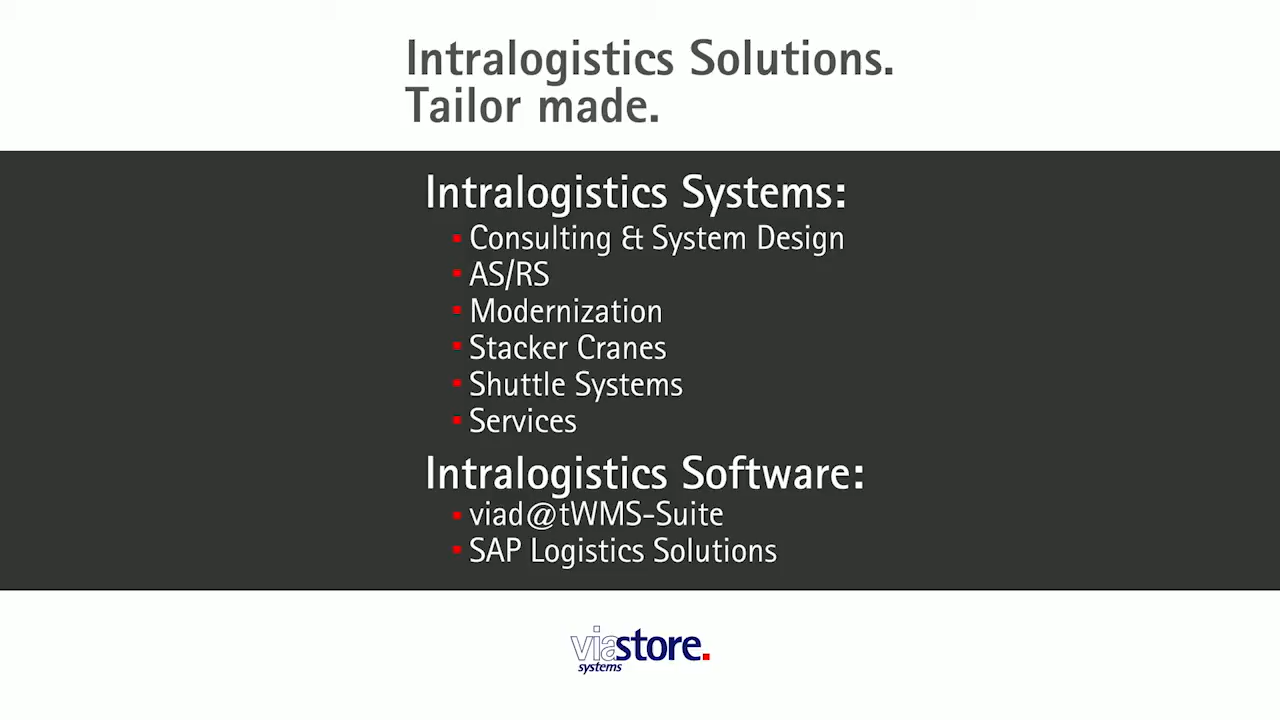 Intralogistics Solutions.
Tailor made.
Intralogistics Systems:
Consulting & System Design
AS/RS
Modernization
Stacker Cranes
Shuttle Systems
Services
Intralogistics Software:
viad@tWMS-Suite
SAP Logistics Solutions
viastore.
systems